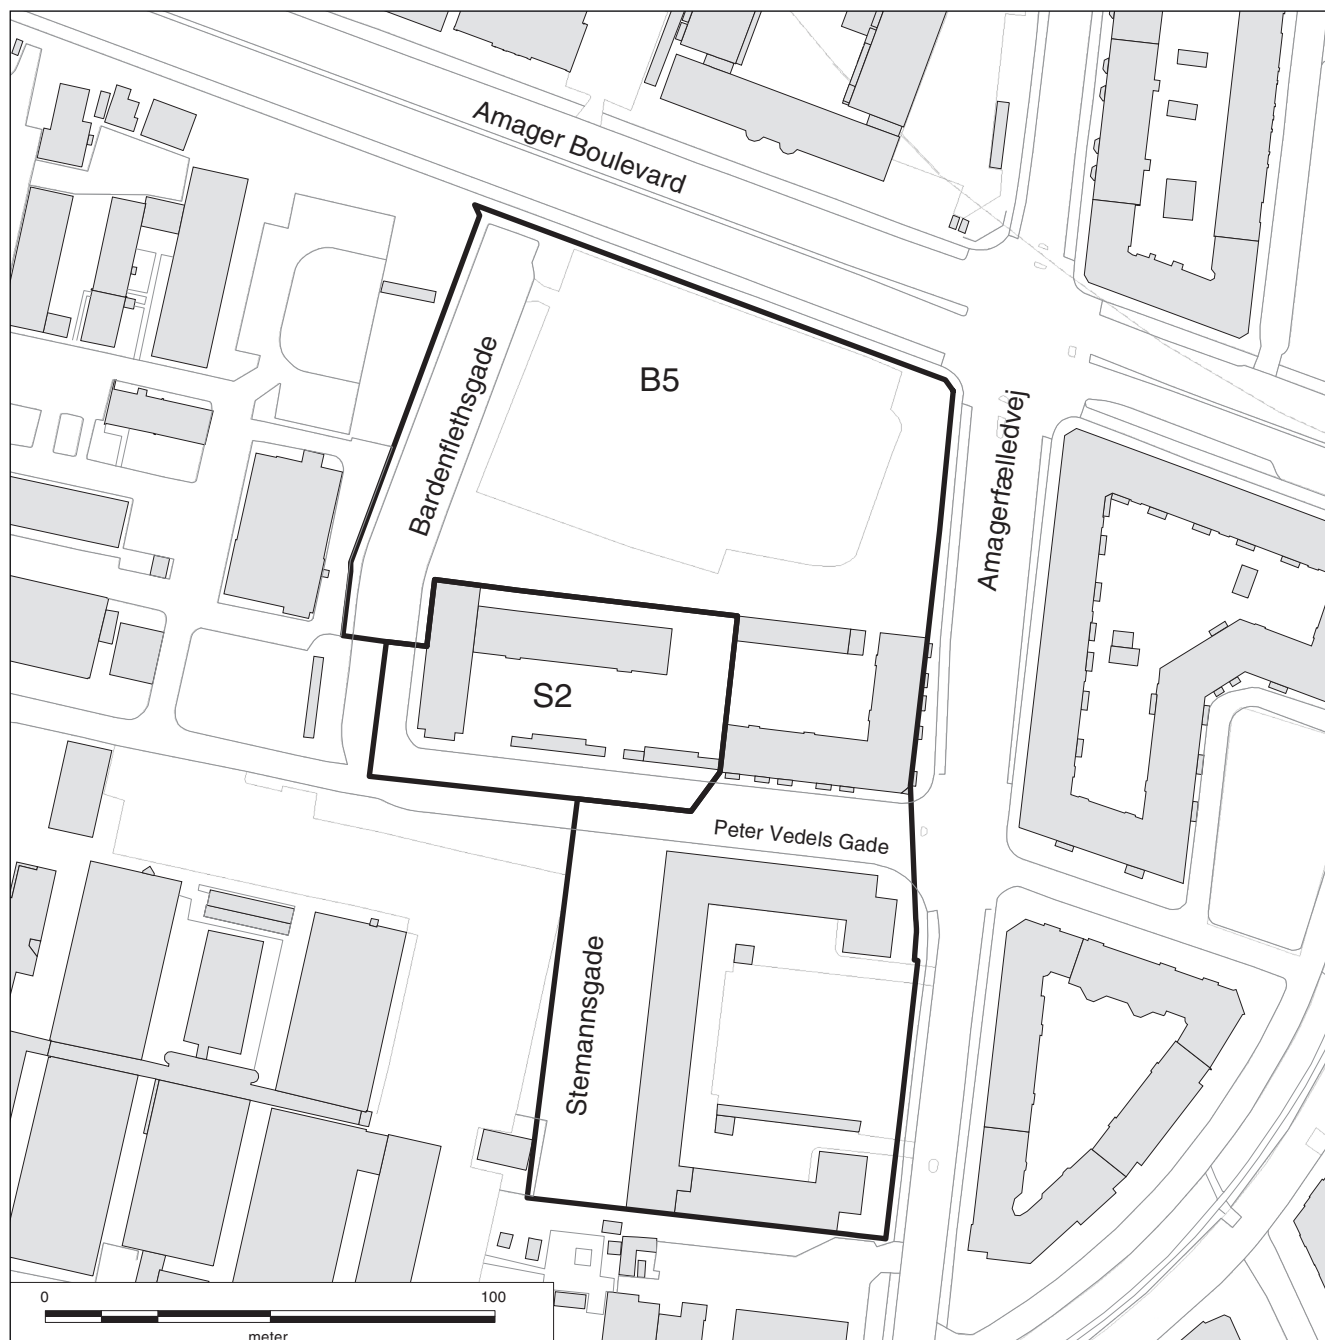 Amager Boulevard
B5
Bardenflethsgade
Amagerfælledvej
S2
Peter Vedels Gade
Stemannsgade
0 100
meter